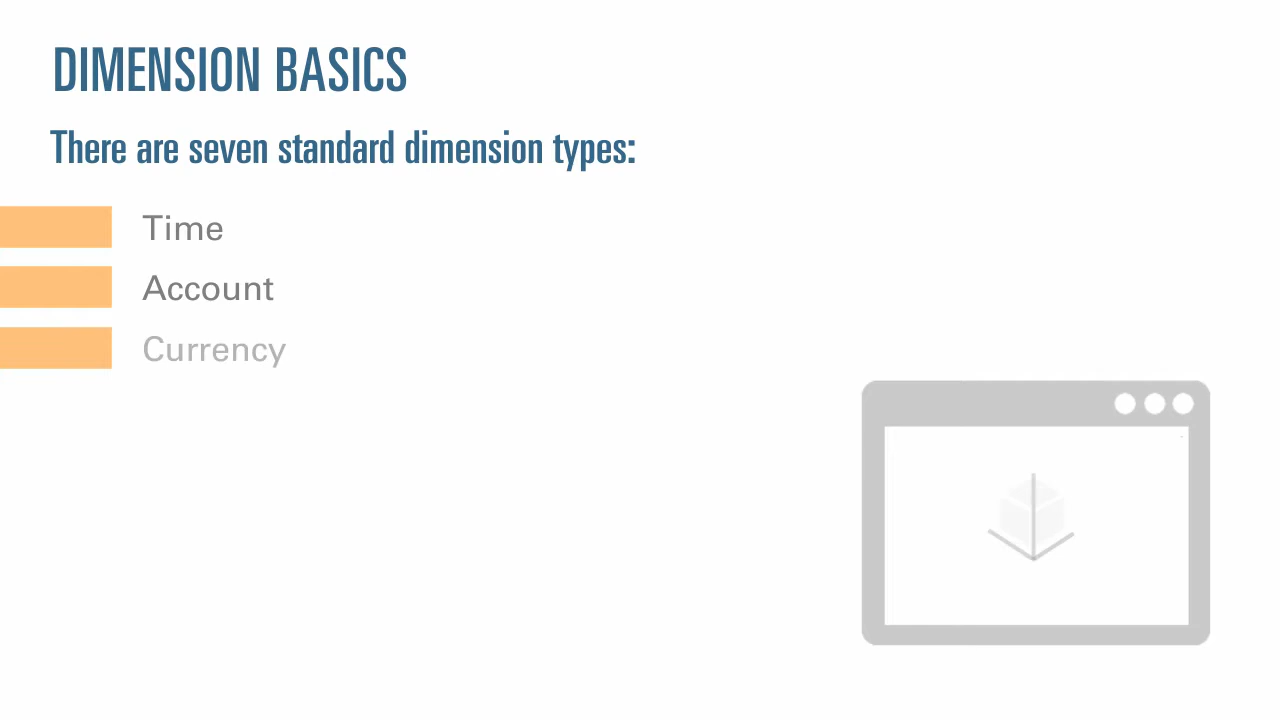 DIMENSION BASICS
There are seven standard dimension types:
Time
Account
Currency